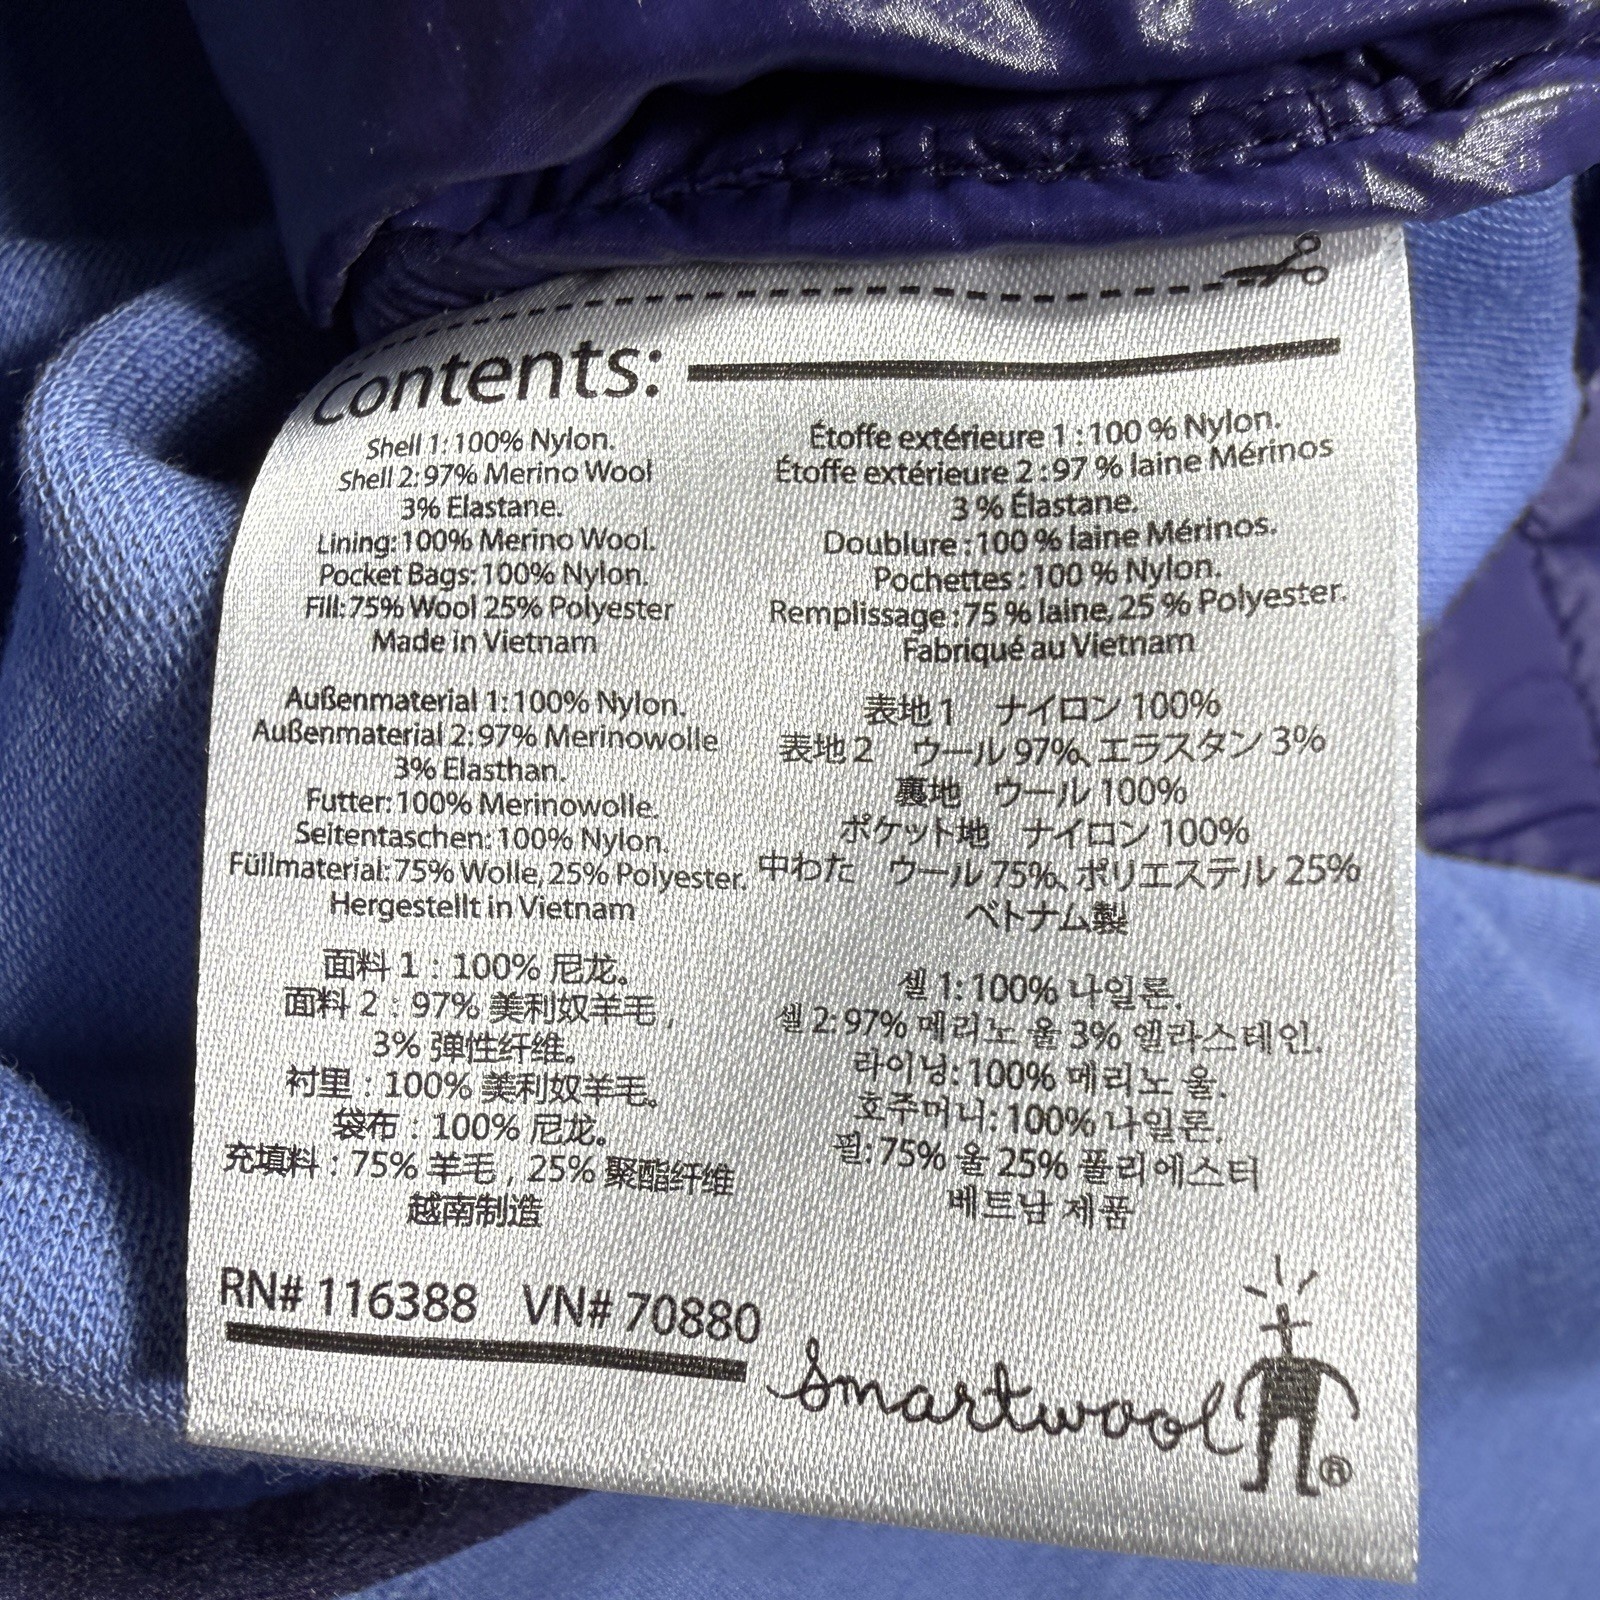 Contents:
Shell 1: 100% Nylon.
Shell 2: 97% Merino Wool
3% Elastane.
Lining: 100% Merino Wool.
Pocket Bags: 100% Nylon.
Fill: 75% Wool 25% Polyester
Made in Vietnam
Étoffe extérieure 1 : 100 % Nylon.
Étoffe extérieure 2 : 97 % laine Mérinos
3 % Élastane.
Doublure : 100 % laine Mérinos.
Pochettes : 100 % Nylon.
Remplissage : 75 % laine, 25 % Polyester.
Fabriqué au Vietnam
Außenmaterial 1: 100% Nylon.
Außenmaterial 2: 97% Merinowolle
3% Elasthan.
Futter: 100% Merinowolle.
Seitentaschen: 100% Nylon.
Füllmaterial: 75% Wolle, 25% Polyester.
Hergestellt in Vietnam
表地1　ナイロン 100%
表地2　ウール 97%、エラスタン 3%
裏地　ウール 100%
ポケット地　ナイロン 100%
中わた　ウール 75%、ポリエステル 25%
ベトナム製
面料 1：100% 尼龙。
面料 2：97% 美利奴羊毛，
3% 弹性纤维。
衬里：100% 美利奴羊毛。
袋布：100% 尼龙。
充填料：75% 羊毛，25% 聚酯纤维
越南制造
셀 1: 100% 나일론.
셀 2: 97% 메리노 울 3% 엘라스테인.
라이닝: 100% 메리노 울.
호주머니: 100% 나일론.
필: 75% 울 25% 폴리에스터
베트남 제품
RN# 116388 VN# 70880
Smartwool ®